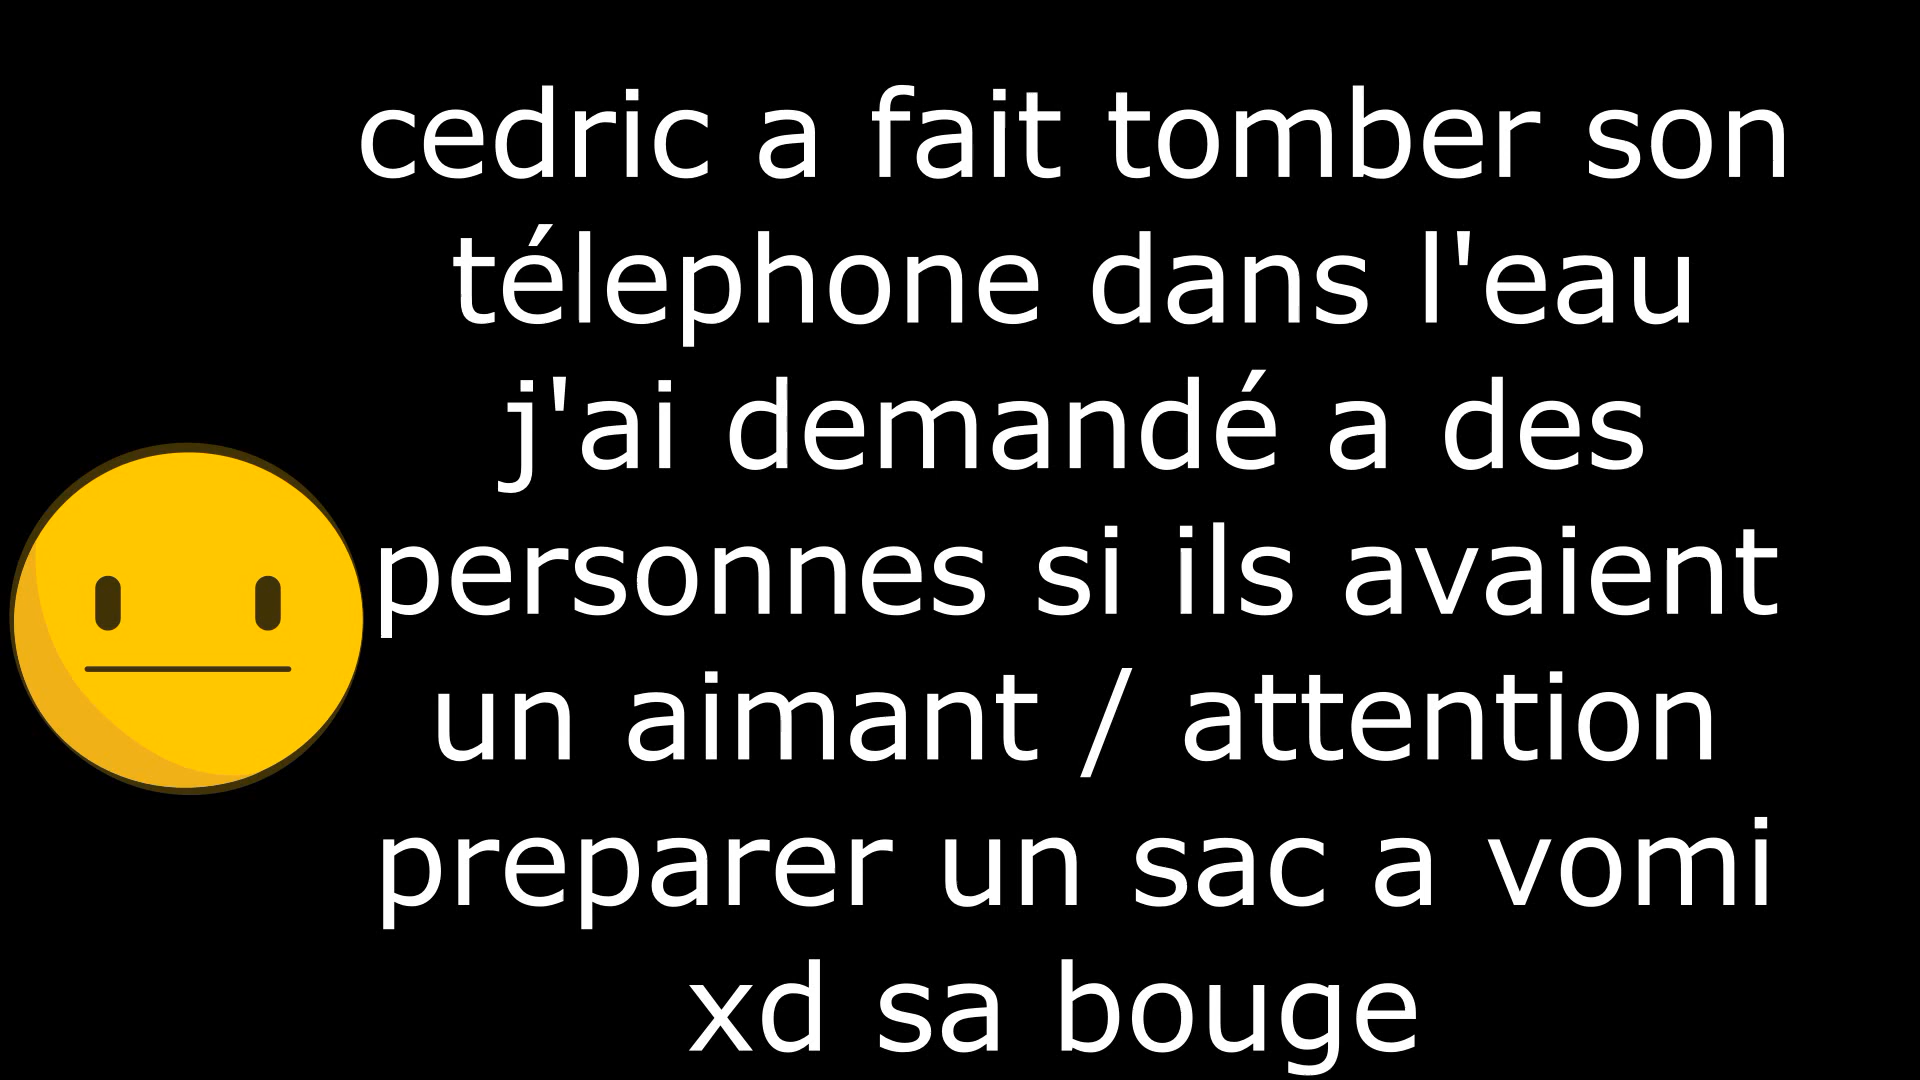 cedric a fait tomber son
télephone dans l'eau
j'ai demandé a des
personnes si ils avaient
un aimant / attention
preparer un sac a vomi
xd sa bouge